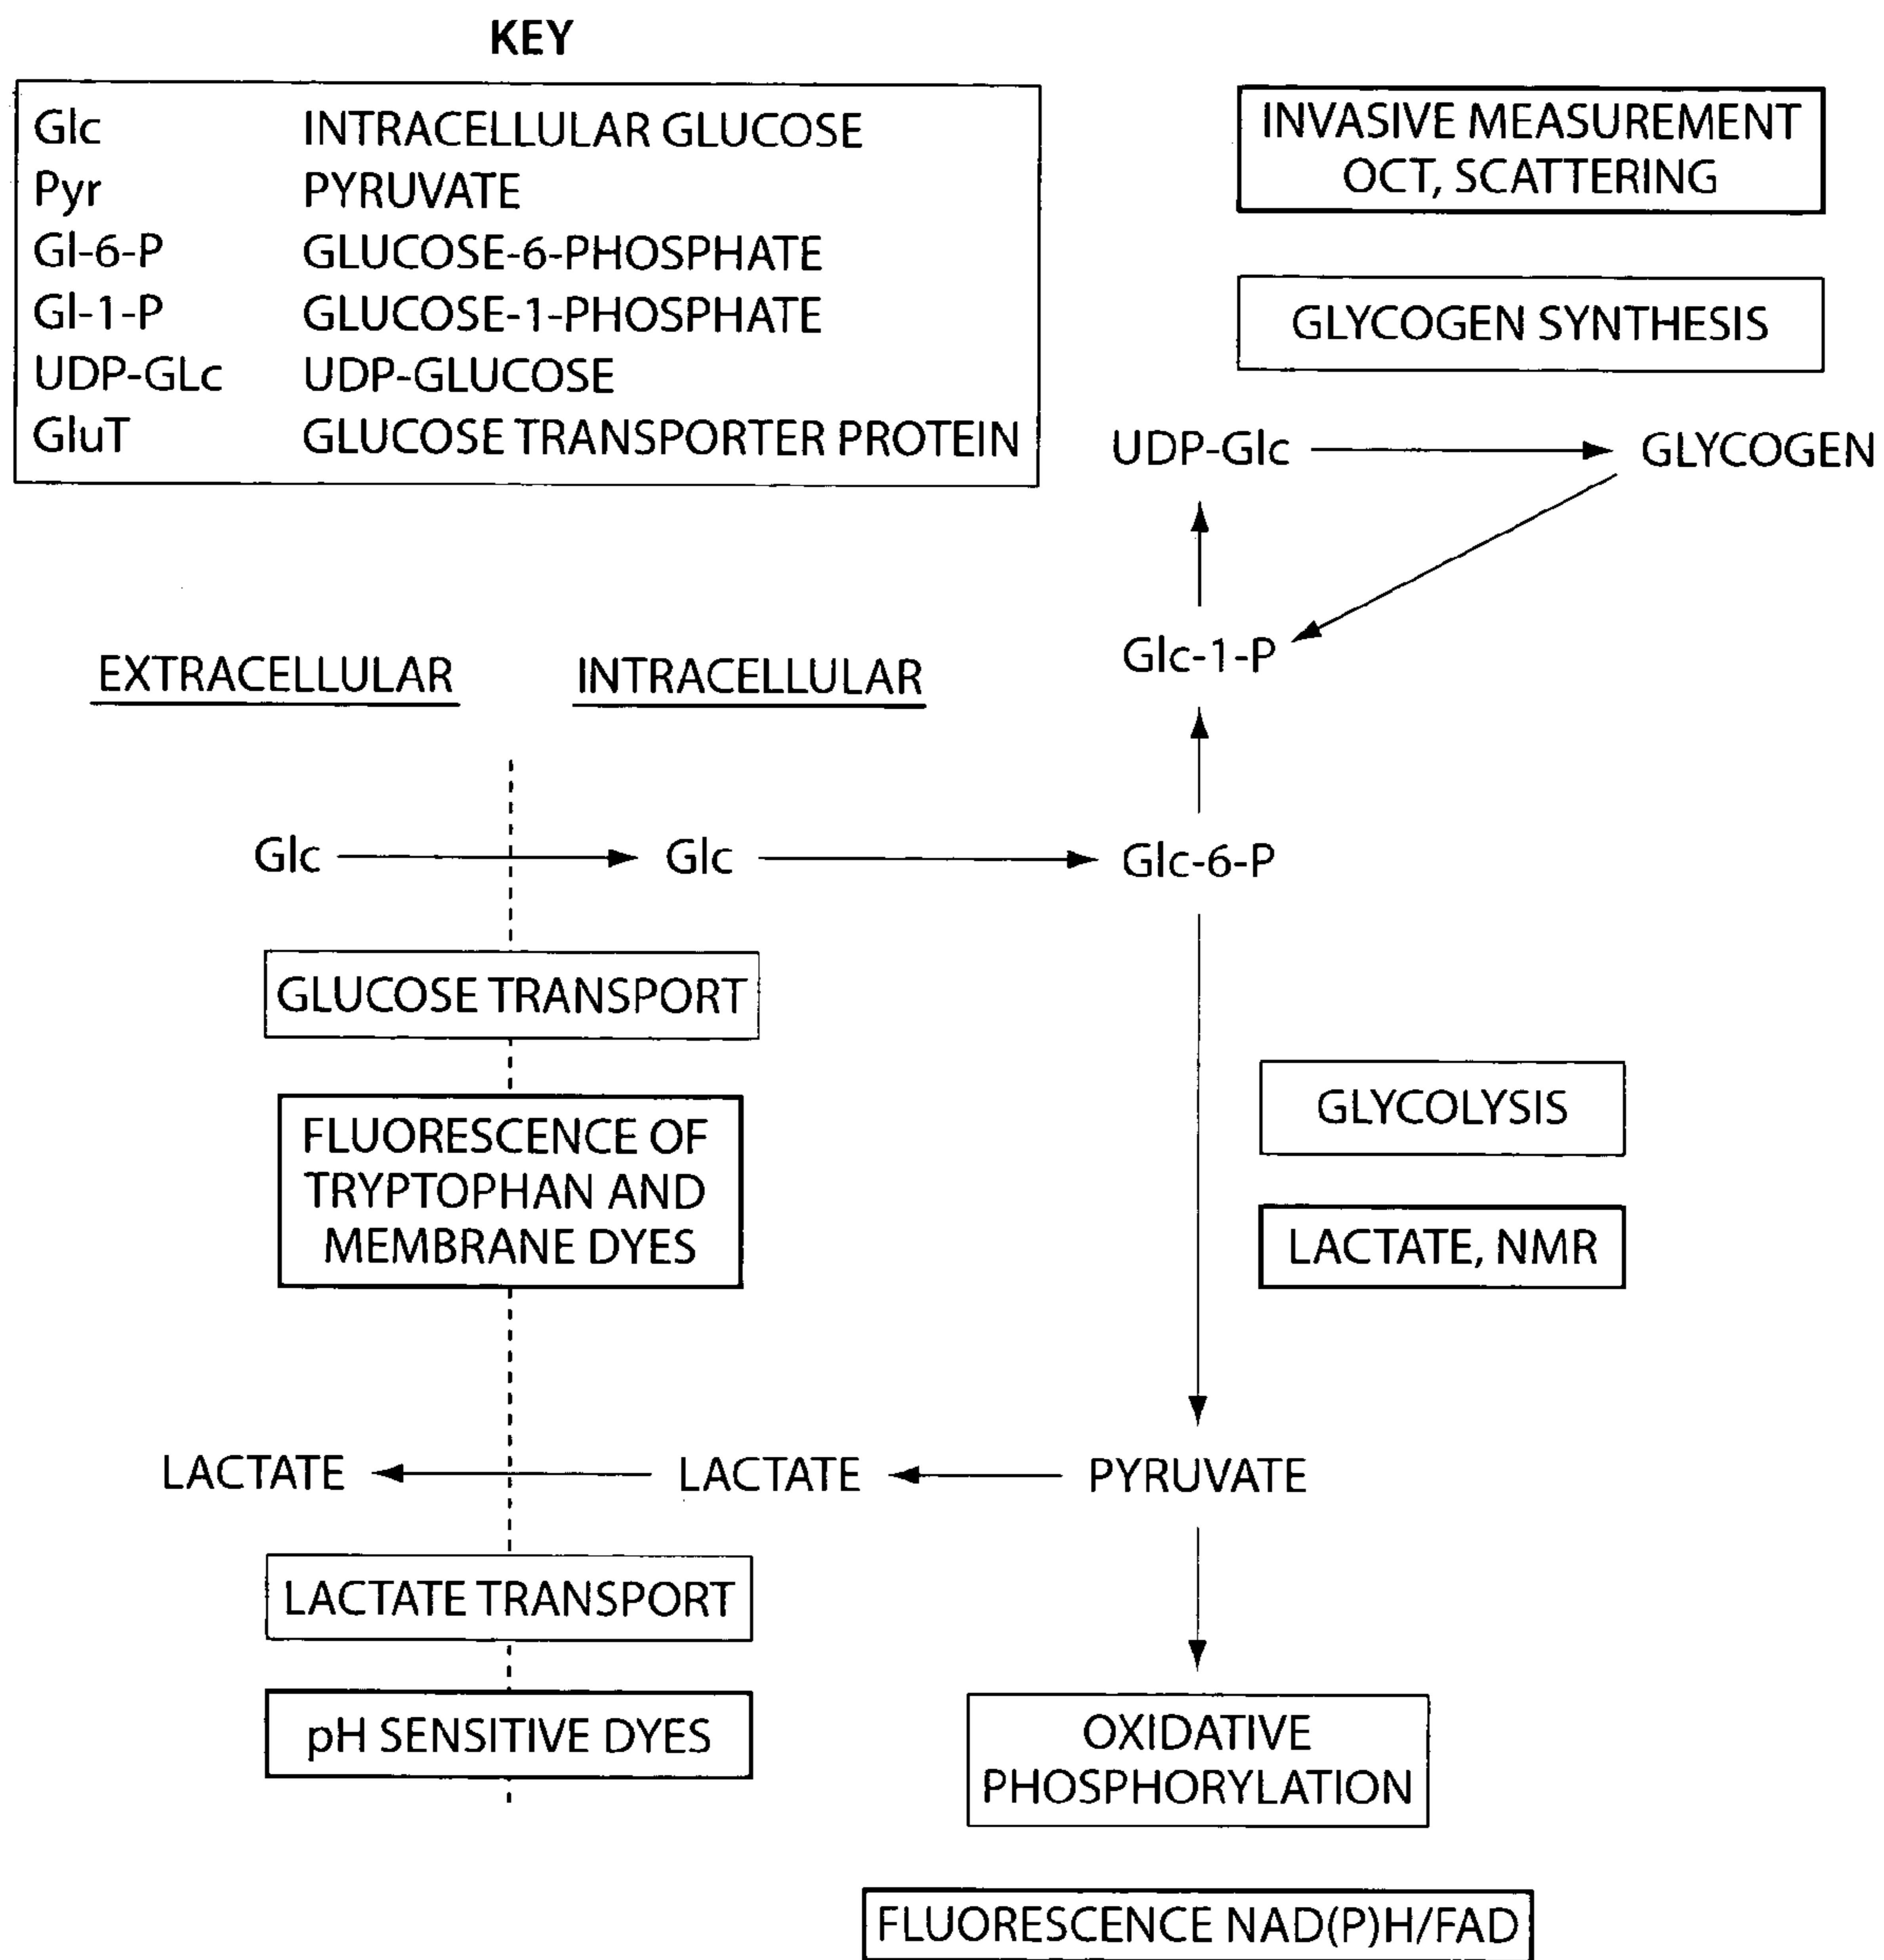 KEY
Glc INTRACELLULAR GLUCOSE
Pyr PYRUVATE
Gl-6-P GLUCOSE-6-PHOSPHATE
Gl-1-P GLUCOSE-1-PHOSPHATE
UDP-GLc UDP-GLUCOSE
GluT GLUCOSE TRANSPORTER PROTEIN
INVASIVE MEASUREMENT
OCT, SCATTERING
GLYCOGEN SYNTHESIS
UDP-Glc GLYCOGEN
Glc-1-P
EXTRACELLULAR INTRACELLULAR
Glc Glc Glc-6-P
GLUCOSE TRANSPORT
FLUORESCENCE OF
TRYPTOPHAN AND
MEMBRANE DYES
GLYCOLYSIS
LACTATE, NMR
LACTATE LACTATE PYRUVATE
LACTATE TRANSPORT
pH SENSITIVE DYES
OXIDATIVE
PHOSPHORYLATION
FLUORESCENCE NAD(P)H/FAD